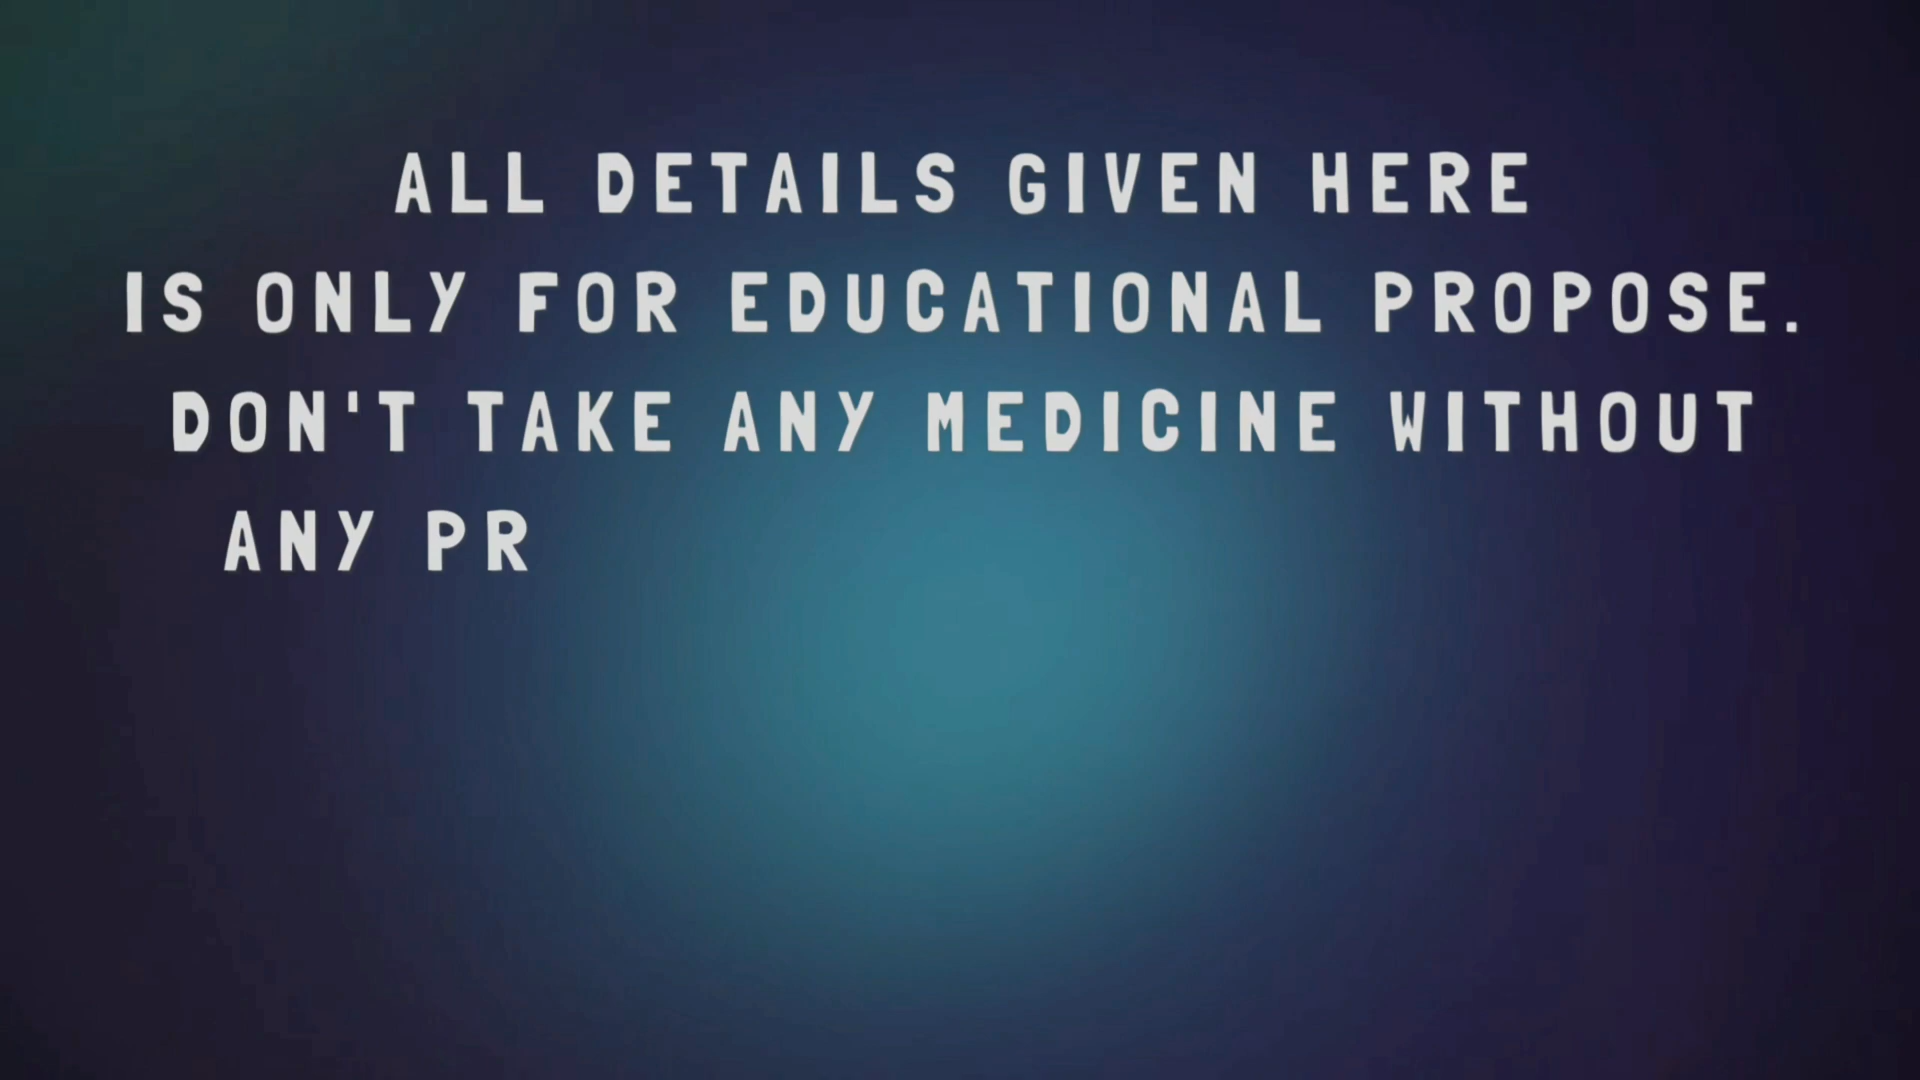 ALL DETAILS GIVEN HERE
IS ONLY FOR EDUCATIONAL PROPOSE.
DON'T TAKE ANY MEDICINE WITHOUT
ANY PR